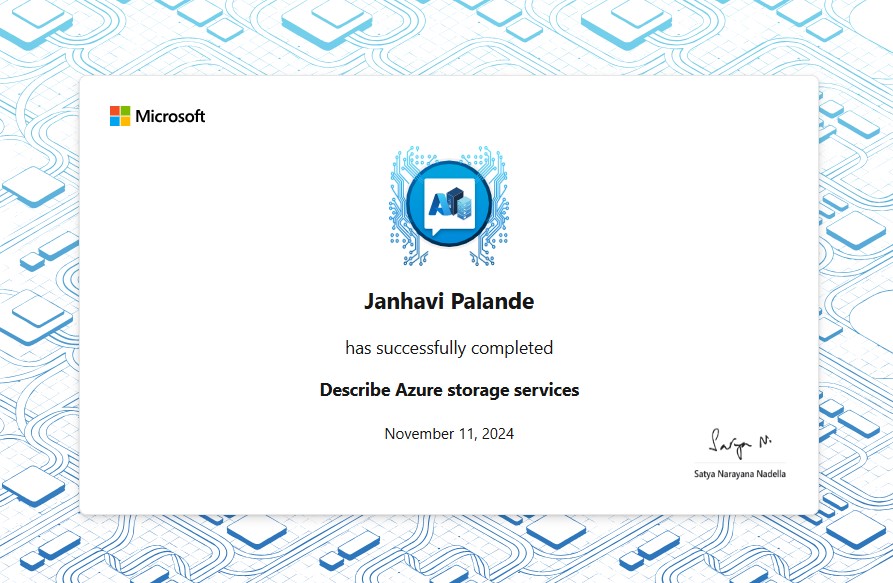 Microsoft
Janhavi Palande
has successfully completed
Describe Azure storage services
November 11, 2024
Satya N.
Satya Narayana Nadella